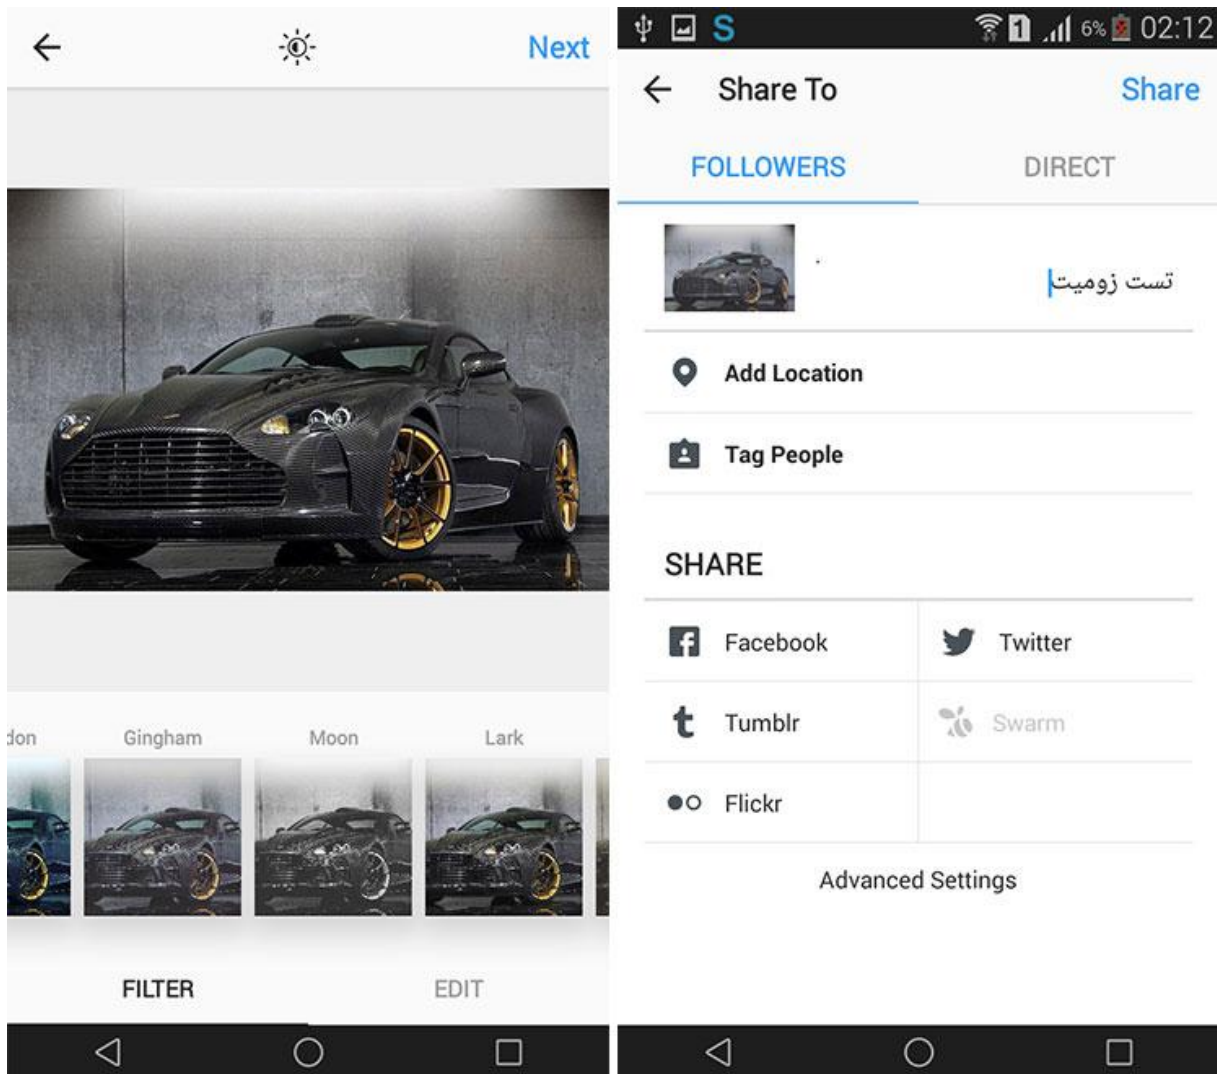 Next
don
Gingham
Moon
Lark
FILTER
EDIT
S
1
6%
02:12
Share To
Share
FOLLOWERS
DIRECT
.
تست زومیت
Add Location
Tag People
SHARE
Facebook
Twitter
Tumblr
Swarm
Flickr
Advanced Settings